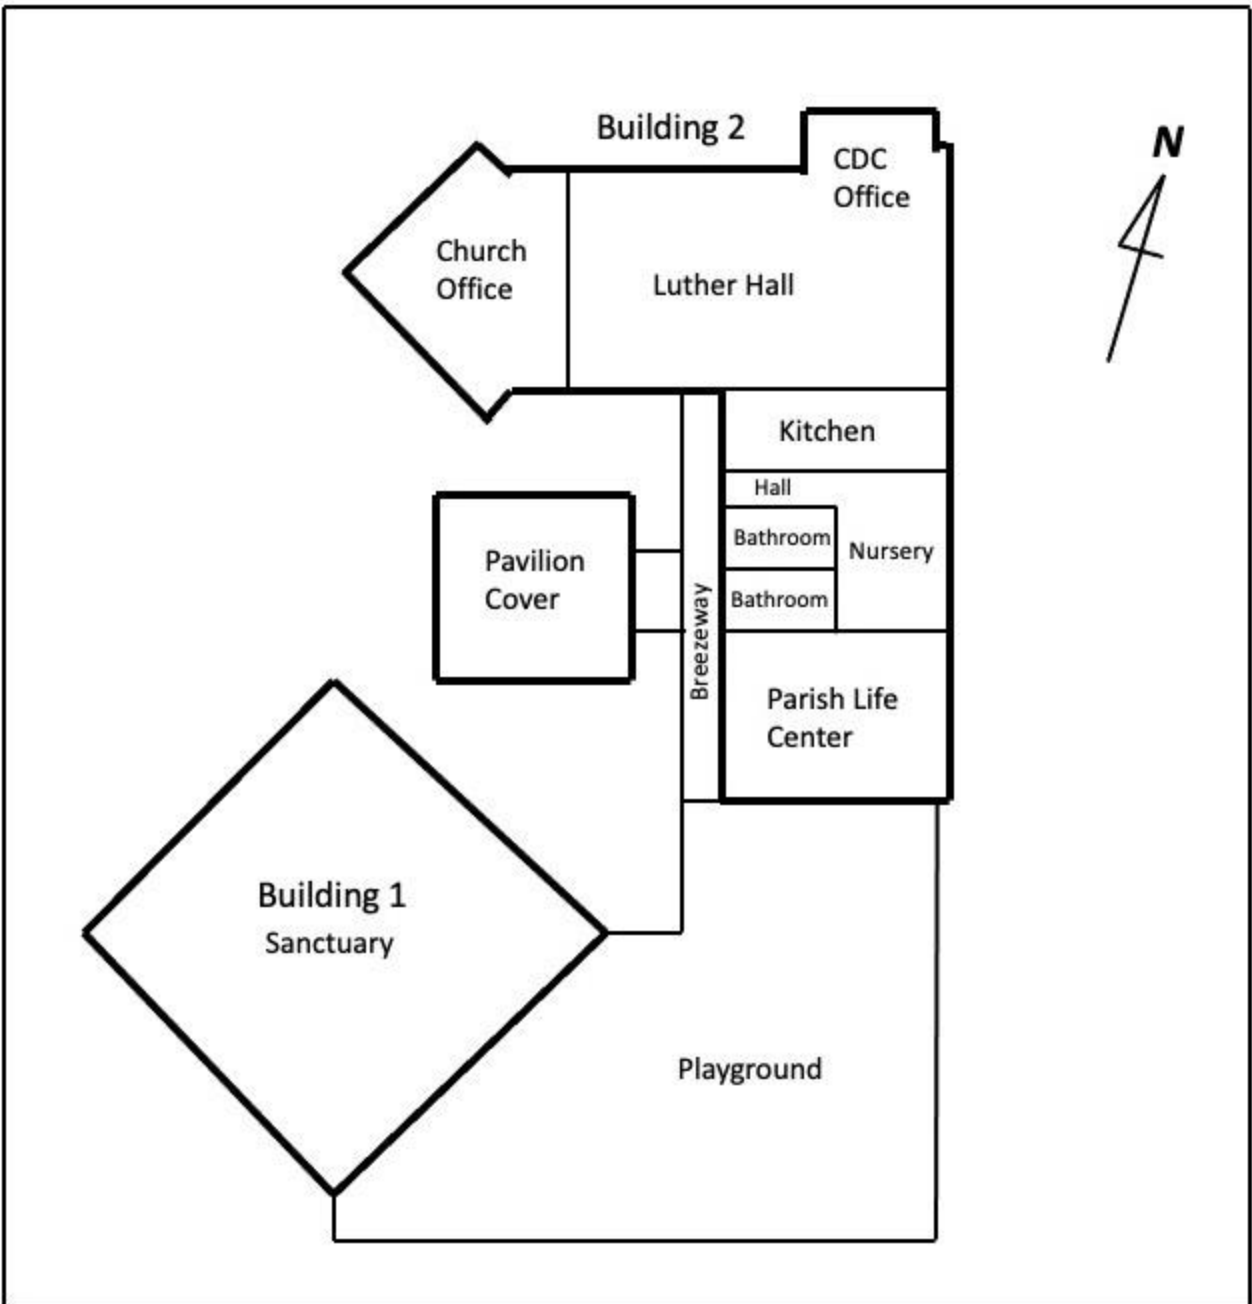 Building 2
N
CDC
Office
Church
Office
Luther Hall
Kitchen
Hall
Bathroom
Nursery
Bathroom
Pavilion
Cover
Breezeway
Parish Life
Center
Building 1
Sanctuary
Playground